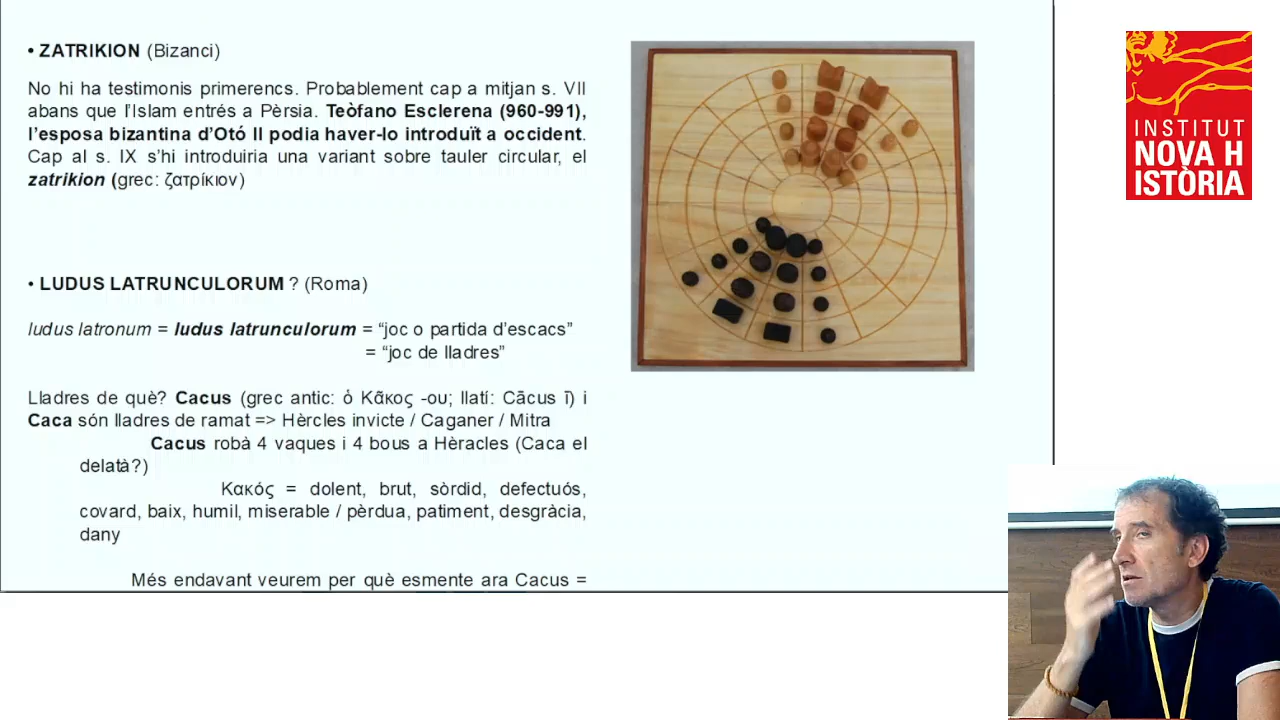 • ZATRIKION (Bizanci)
No hi ha testimonis primerencs. Probablement cap a mitjan s. VII
abans que l'Islam entrés a Pèrsia. Teòfano Esclerena (960-991),
l'esposa bizantina d'Otó II podia haver-lo introduït a occident.
Cap al s. IX s'hi introduiria una variant sobre tauler circular, el
zatrikion (grec: ζατρίκιον)
• LUDUS LATRUNCULORUM ? (Roma)
ludus latronum = ludus latrunculorum = “joc o partida d'escacs”
= “joc de lladres”
Lladres de què? Cacus (grec antic: ὁ Κᾶκος -ου; llatí: Cācus ī) i
Caca són lladres de ramat => Hèrcles invicte / Caganer / Mitra
Cacus robà 4 vaques i 4 bous a Hèracles (Caca el
delatà?)
Κακός = dolent, brut, sòrdid, defectuós,
covard, baix, humil, miserable / pèrdua, patiment, desgràcia,
dany
Més endavant veurem per què esmente ara Cacus =
INSTITUT
NOVA H
ISTÒRIA